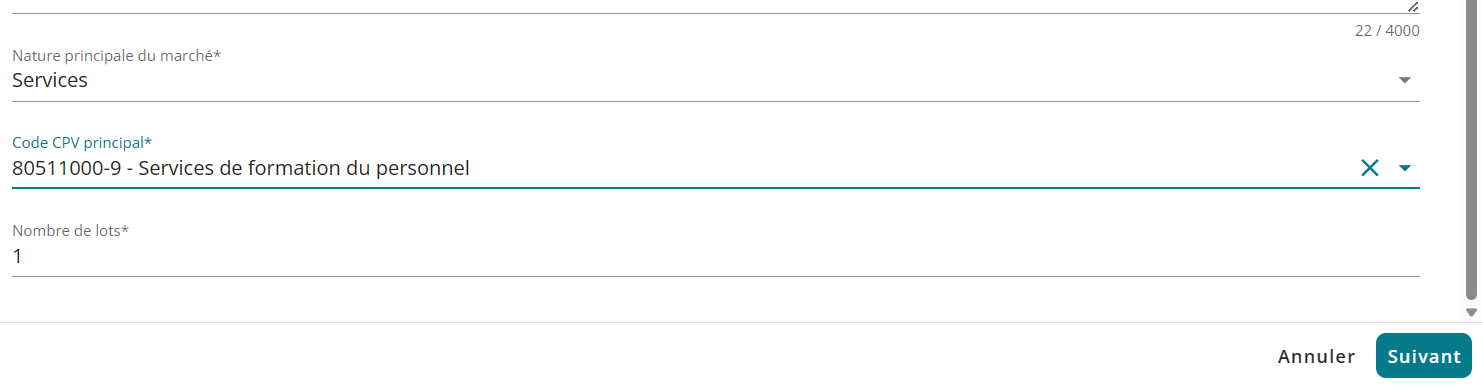 22 / 4000
Nature principale du marché*
Services
Code CPV principal*
80511000-9 - Services de formation du personnel
Nombre de lots*
1
Annuler Suivant